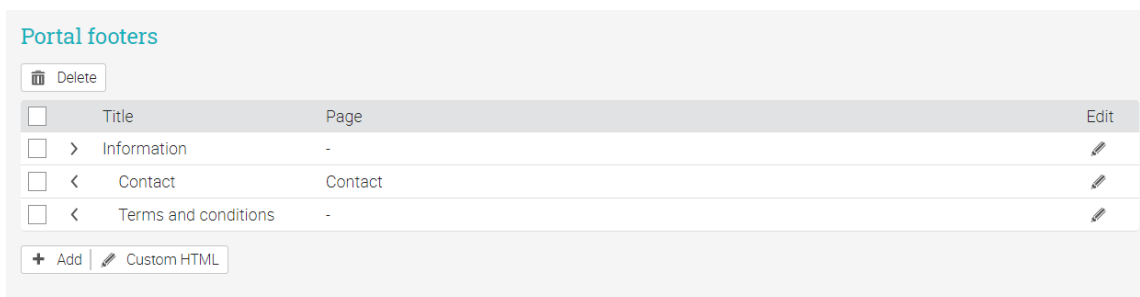 Portal footers
Delete
Title Page Edit
Information -
Contact Contact
Terms and conditions -
Add Custom HTML